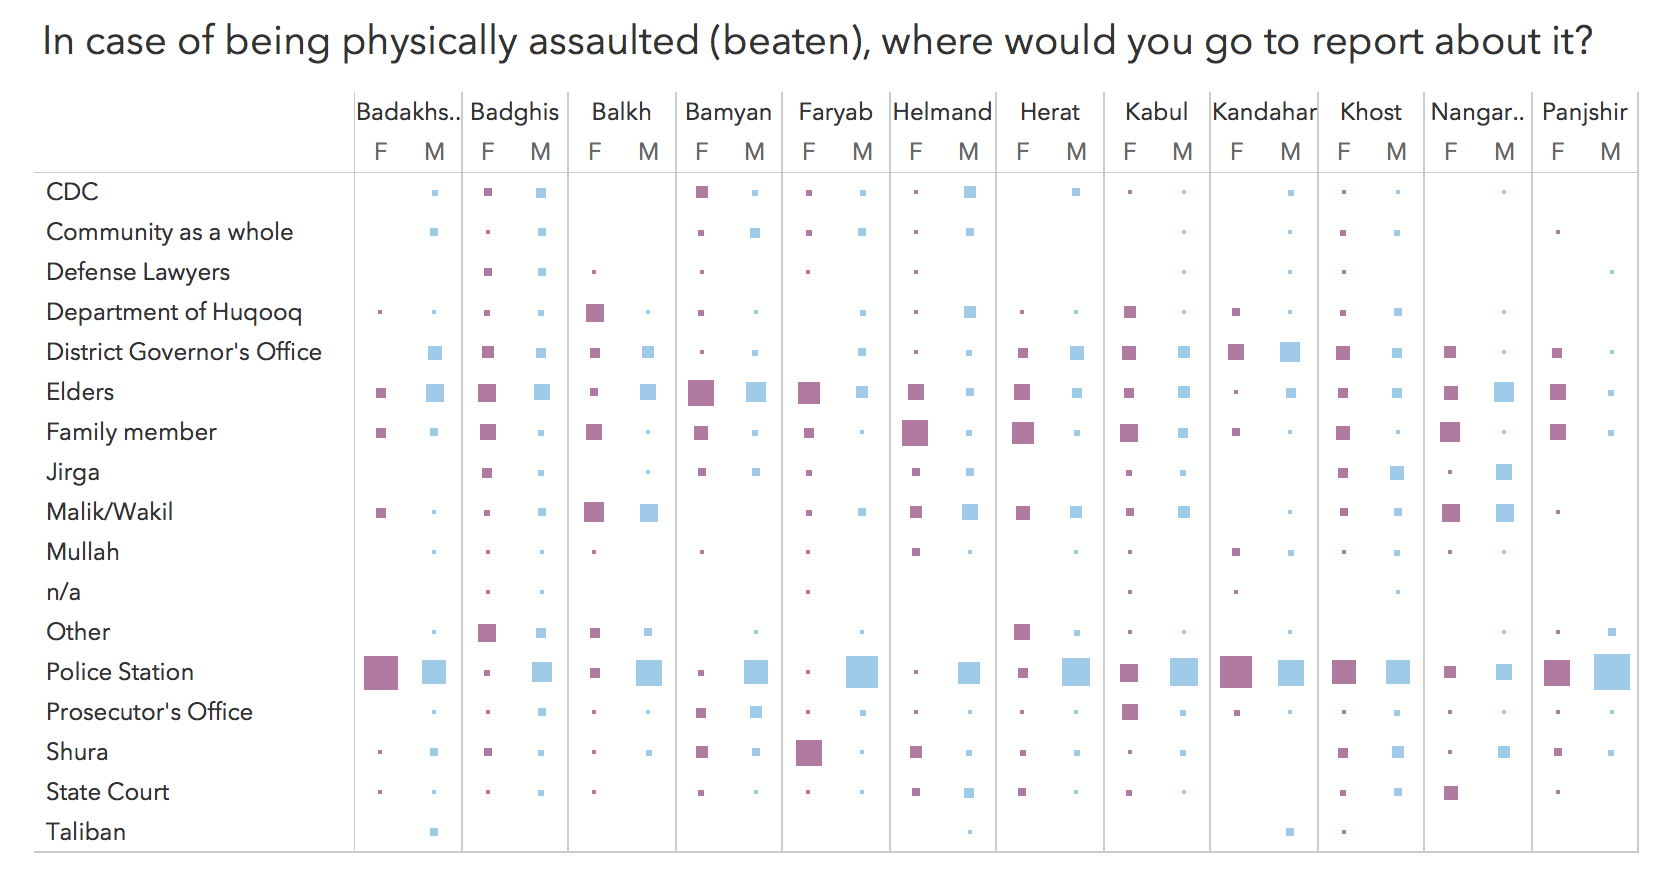 In case of being physically assaulted (beaten), where would you go to report about it?
Badakhs.. Badghis Balkh Bamyan Faryab Helmand Herat Kabul Kandahar Khost Nangar.. Panjshir
F M F M F M F M F M F M F M F M F M F M F M F M
CDC
Community as a whole
Defense Lawyers
Department of Huqooq
District Governor's Office
Elders
Family member
Jirga
Malik/Wakil
Mullah
n/a
Other
Police Station
Prosecutor's Office
Shura
State Court
Taliban